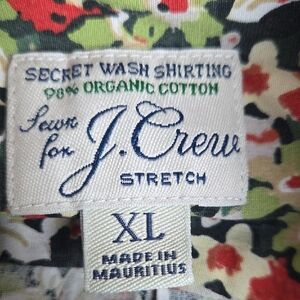 SECRET WASH SHIRTING
98% ORGANIC COTTON
Sewn
for J.Crew
STRETCH
XL
MADE IN
MAURITIUS